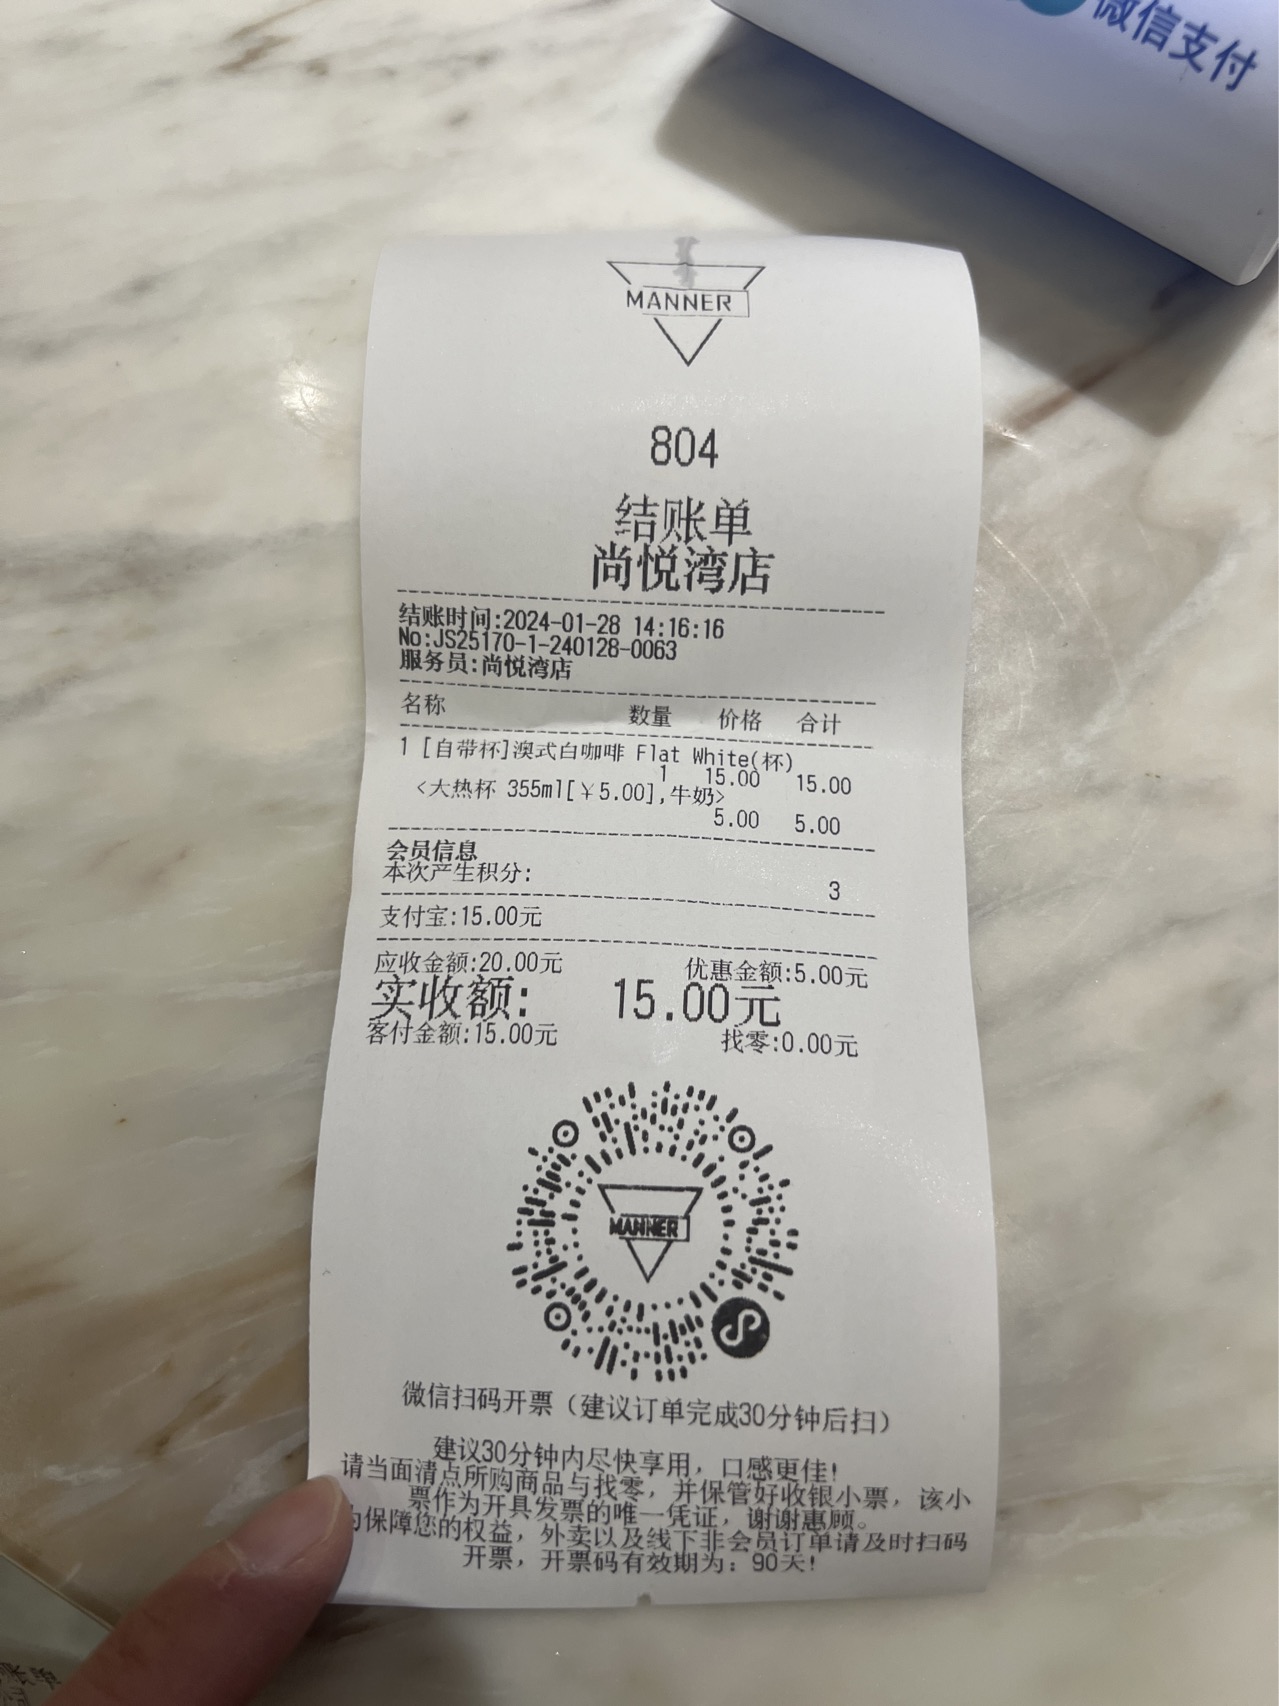 微信支付
MANNER
804
结账单
尚悦湾店
结账时间:2024-01-28 14:16:16
No:JS25170-1-240128-0063
服务员:尚悦湾店
名称 数量 价格 合计
1 [自带杯]澳式白咖啡 Flat White(杯)
1 15.00 15.00
<大热杯 355ml[¥5.00],牛奶>
5.00 5.00
会员信息
本次产生积分: 3
支付宝:15.00元
应收金额:20.00元 优惠金额:5.00元
实收额: 15.00元
客付金额:15.00元 找零:0.00元
MANNER
微信扫码开票（建议订单完成30分钟后扫）
建议30分钟内尽快享用，口感更佳!
请当面清点所购商品与找零，并保管好收银小票，该小
票作为开具发票的唯一凭证，谢谢惠顾。
为保障您的权益，外卖以及线下非会员订单请及时扫码
开票，开票码有效期为：90天!